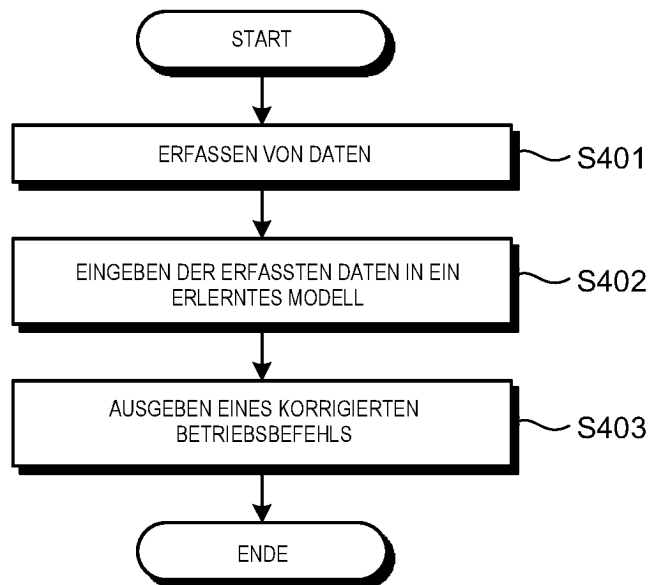 START
ERFASSEN VON DATEN
S401
EINGEBEN DER ERFASSTEN DATEN IN EIN
ERLERNTES MODELL
S402
AUSGEBEN EINES KORRIGIERTEN
BETRIEBSBEFEHLS
S403
ENDE